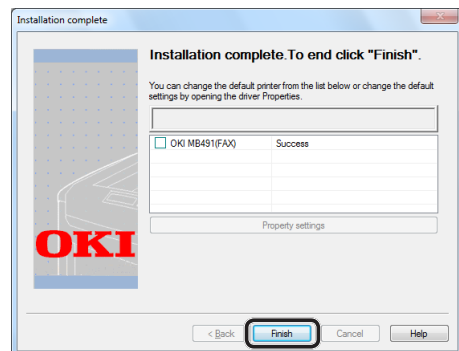 Installation complete
Installation complete.To end click "Finish".
You can change the default printer from the list below or change the default
settings by opening the driver Properties.
OKI MB491(FAX) Success
Property settings
OKI
< Back Finish Cancel Help